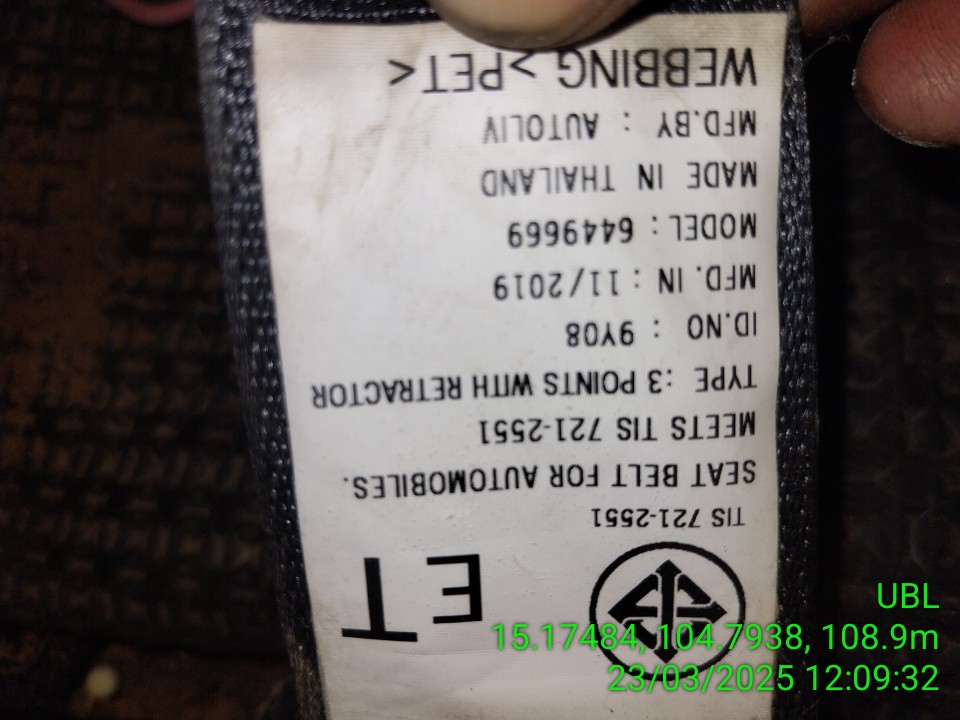 ET
TIS 721-2551
SEAT BELT FOR AUTOMOBILES.
MEETS TIS 721-2551
TYPE :3 POINTS WITH RETRACTOR
ID.NO : 9Y08
MFD. IN : 11/2019
MODEL : 6449669
MADE IN THAILAND
MFD.BY : AUTOLIV
WEBBING >PET<
UBL
15.17484, 104.7938, 108.9m
23/03/2025 12:09:32